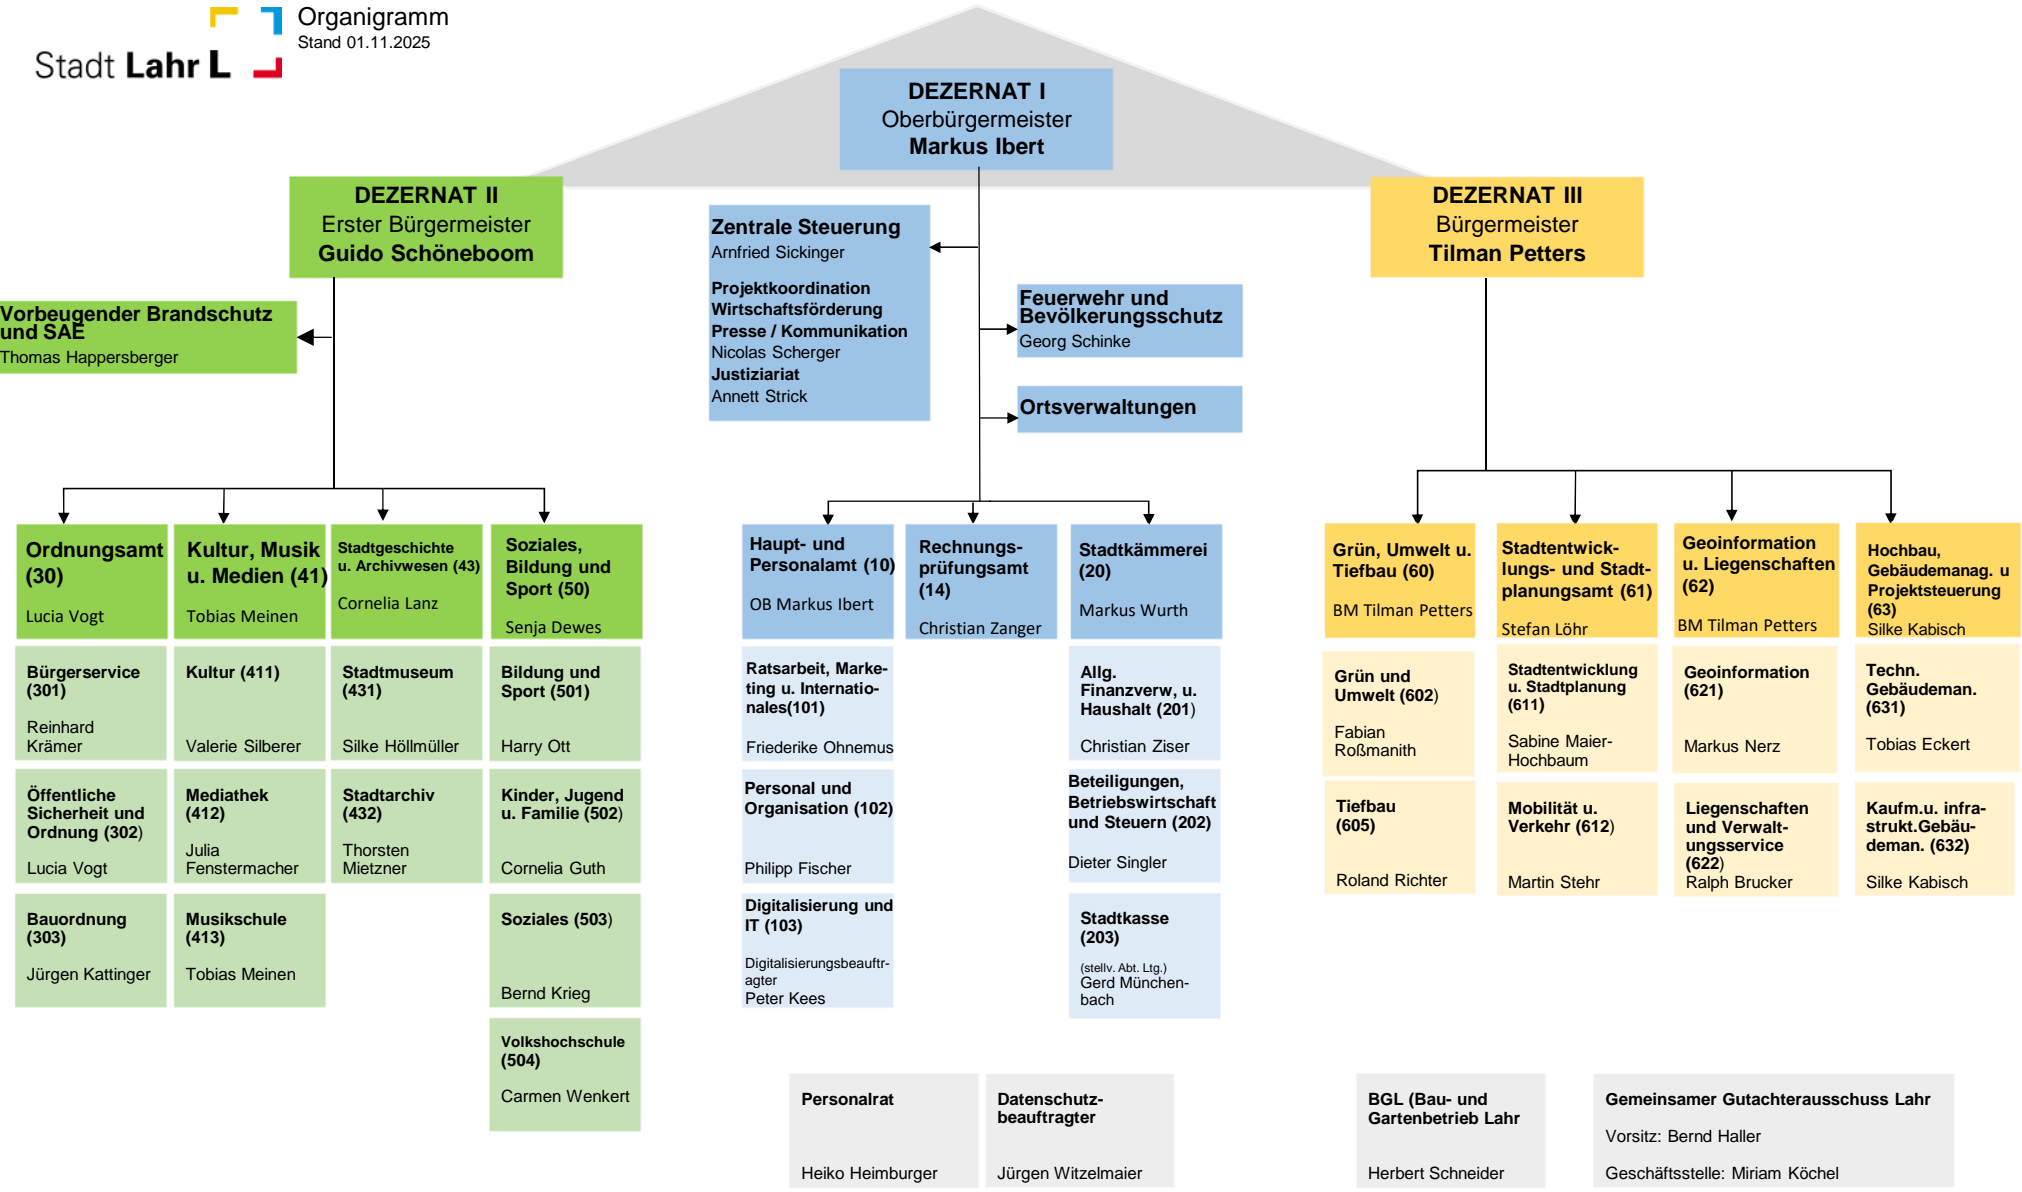 Organigramm
Stand 01.11.2025
Stadt Lahr L
DEZERNAT I
Oberbürgermeister
Markus Ibert
DEZERNAT II
Erster Bürgermeister
Guido Schöneboom
DEZERNAT III
Bürgermeister
Tilman Petters
Vorbeugender Brandschutz
und SAE
Thomas Happersberger
Zentrale Steuerung
Arnfried Sickinger
Projektkoordination
Wirtschaftsförderung
Presse / Kommunikation
Nicolas Scherger
Justiziariat
Annett Strick
Feuerwehr und
Bevölkerungsschutz
Georg Schinke
Ortsverwaltungen
Ordnungsamt
(30)
Lucia Vogt
Kultur, Musik
u. Medien (41)
Tobias Meinen
Stadtgeschichte
u. Archivwesen (43)
Cornelia Lanz
Soziales,
Bildung und
Sport (50)
Senja Dewes
Haupt- und
Personalamt (10)
OB Markus Ibert
Rechnungs-
prüfungsamt
(14)
Christian Zanger
Stadtkämmerei
(20)
Markus Wurth
Grün, Umwelt u.
Tiefbau (60)
BM Tilman Petters
Stadtentwick-
lungs- und Stadt-
planungsamt (61)
Stefan Löhr
Geoinformation
u. Liegenschaften
(62)
BM Tilman Petters
Hochbau,
Gebäudemanag. u
Projektsteuerung
(63)
Silke Kabisch
Bürgerservice
(301)
Reinhard
Krämer
Kultur (411)
Valerie Silberer
Stadtmuseum
(431)
Silke Höllmüller
Bildung und
Sport (501)
Harry Ott
Ratsarbeit, Marke-
ting u. Internatio-
nales(101)
Friederike Ohnemus
Allg.
Finanzverw, u.
Haushalt (201)
Christian Ziser
Grün und
Umwelt (602)
Fabian
Roßmanith
Stadtentwicklung
u. Stadtplanung
(611)
Sabine Maier-
Hochbaum
Geoinformation
(621)
Markus Nerz
Techn.
Gebäudeman.
(631)
Tobias Eckert
Öffentliche
Sicherheit und
Ordnung (302)
Lucia Vogt
Mediathek
(412)
Julia
Fenstermacher
Stadtarchiv
(432)
Thorsten
Mietzner
Kinder, Jugend
u. Familie (502)
Cornelia Guth
Personal und
Organisation (102)
Philipp Fischer
Beteiligungen,
Betriebswirtschaft
und Steuern (202)
Dieter Singler
Tiefbau
(605)
Roland Richter
Mobilität u.
Verkehr (612)
Martin Stehr
Liegenschaften
und Verwalt-
ungsservice
(622)
Ralph Brucker
Kaufm.u. infra-
strukt.Gebäu-
deman. (632)
Silke Kabisch
Bauordnung
(303)
Jürgen Kattinger
Musikschule
(413)
Tobias Meinen
Soziales (503)
Bernd Krieg
Digitalisierung und
IT (103)
Digitalisierungsbeauftr-
agter
Peter Kees
Stadtkasse
(203)
(stellv. Abt. Ltg.)
Gerd München-
bach
Volkshochschule
(504)
Carmen Wenkert
Personalrat
Heiko Heimburger
Datenschutz-
beauftragter
Jürgen Witzelmaier
BGL (Bau- und
Gartenbetrieb Lahr
Herbert Schneider
Gemeinsamer Gutachterausschuss Lahr
Vorsitz: Bernd Haller
Geschäftsstelle: Miriam Köchel